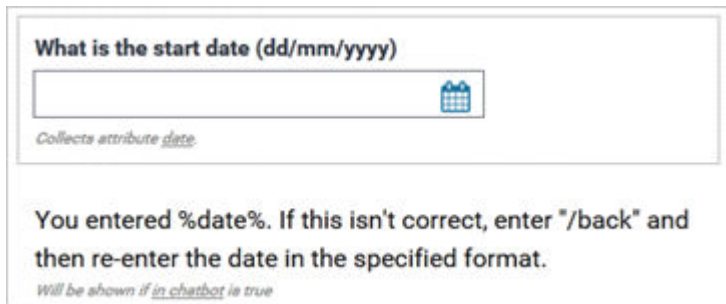 What is the start date (dd/mm/yyyy)
Collects attribute date.
You entered %date%. If this isn't correct, enter "/back" and
then re-enter the date in the specified format.
Will be shown if in chatbot is true